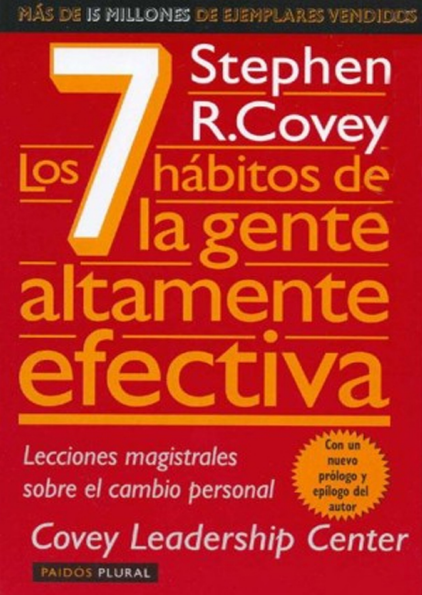 MÁS DE 15 MILLONES DE EJEMPLARES VENDIDOS
Stephen
R.Covey
Los 7 hábitos de
la gente
altamente
efectiva
Lecciones magistrales
sobre el cambio personal
Con un
nuevo
prólogo y
epílogo del
autor
Covey Leadership Center
PAIDÓS PLURAL